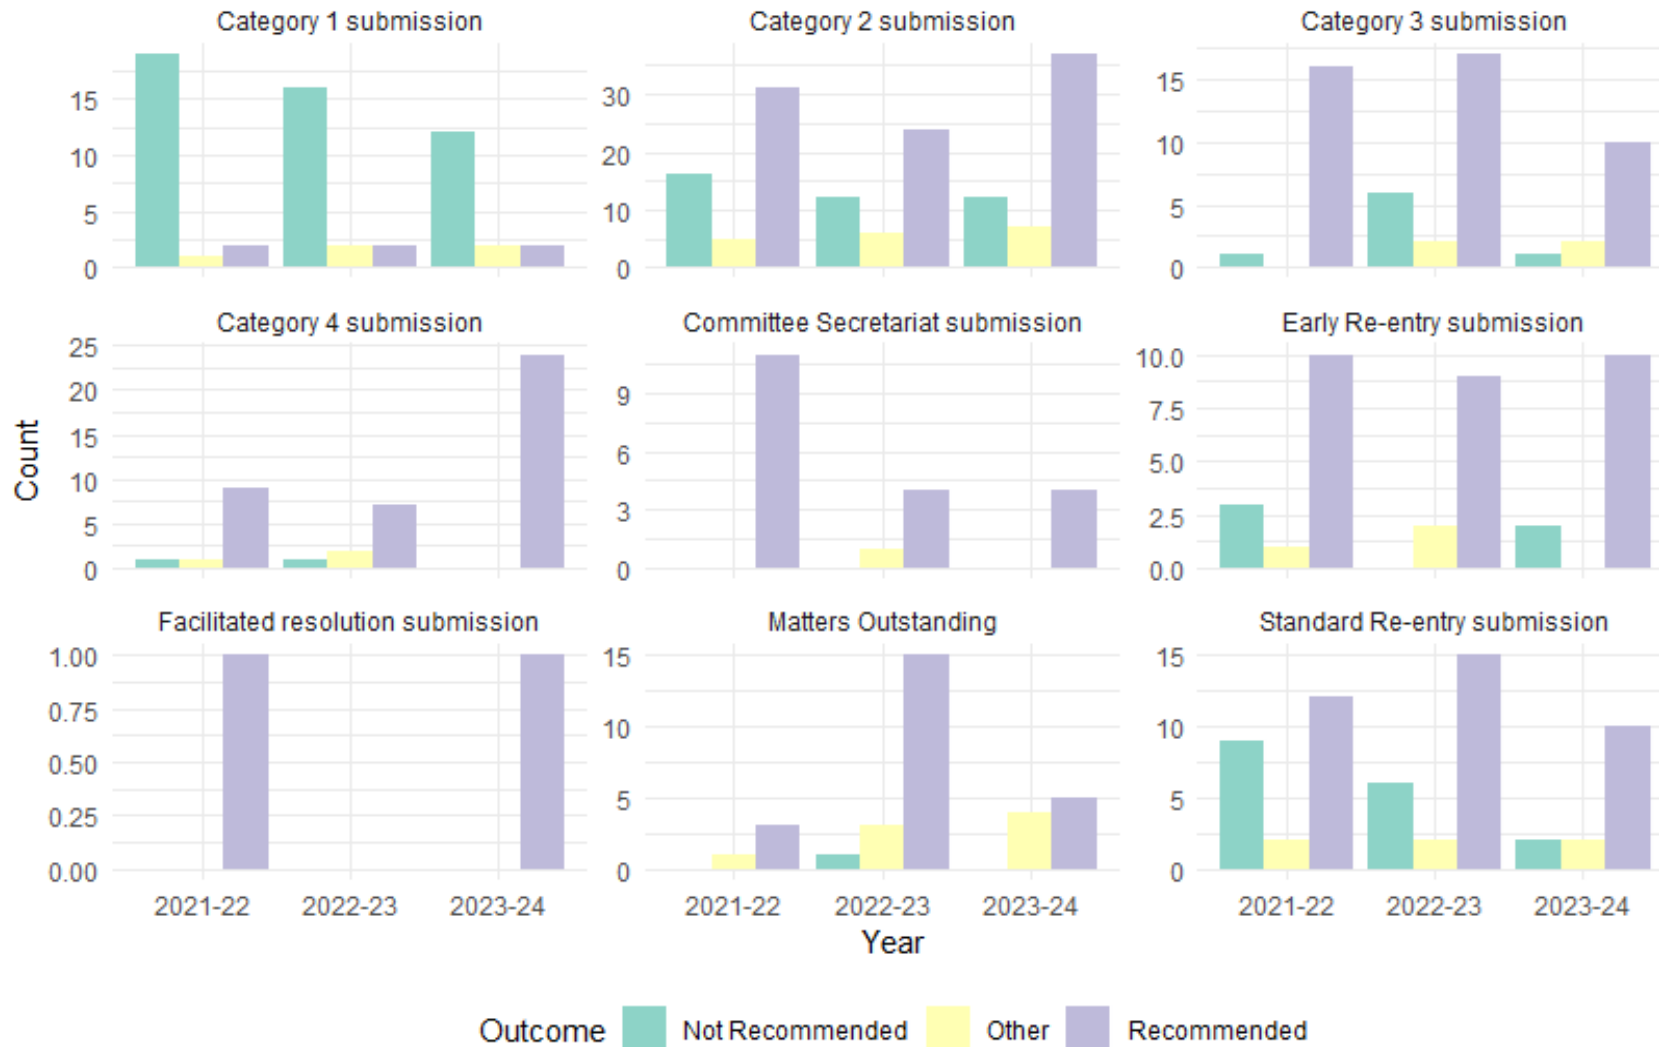 Category 1 submission
Category 2 submission
Category 3 submission
15
10
5
0
30
20
10
0
15
10
5
0
Category 4 submission
Committee Secretariat submission
Early Re-entry submission
25
20
15
10
5
0
9
6
3
0
10.0
7.5
5.0
2.5
0.0
Count
Facilitated resolution submission
Matters Outstanding
Standard Re-entry submission
1.00
0.75
0.50
0.25
0.00
15
10
5
0
15
10
5
0
2021-22 2022-23 2023-24
2021-22 2022-23 2023-24
2021-22 2022-23 2023-24
Year
Outcome Not Recommended Other Recommended